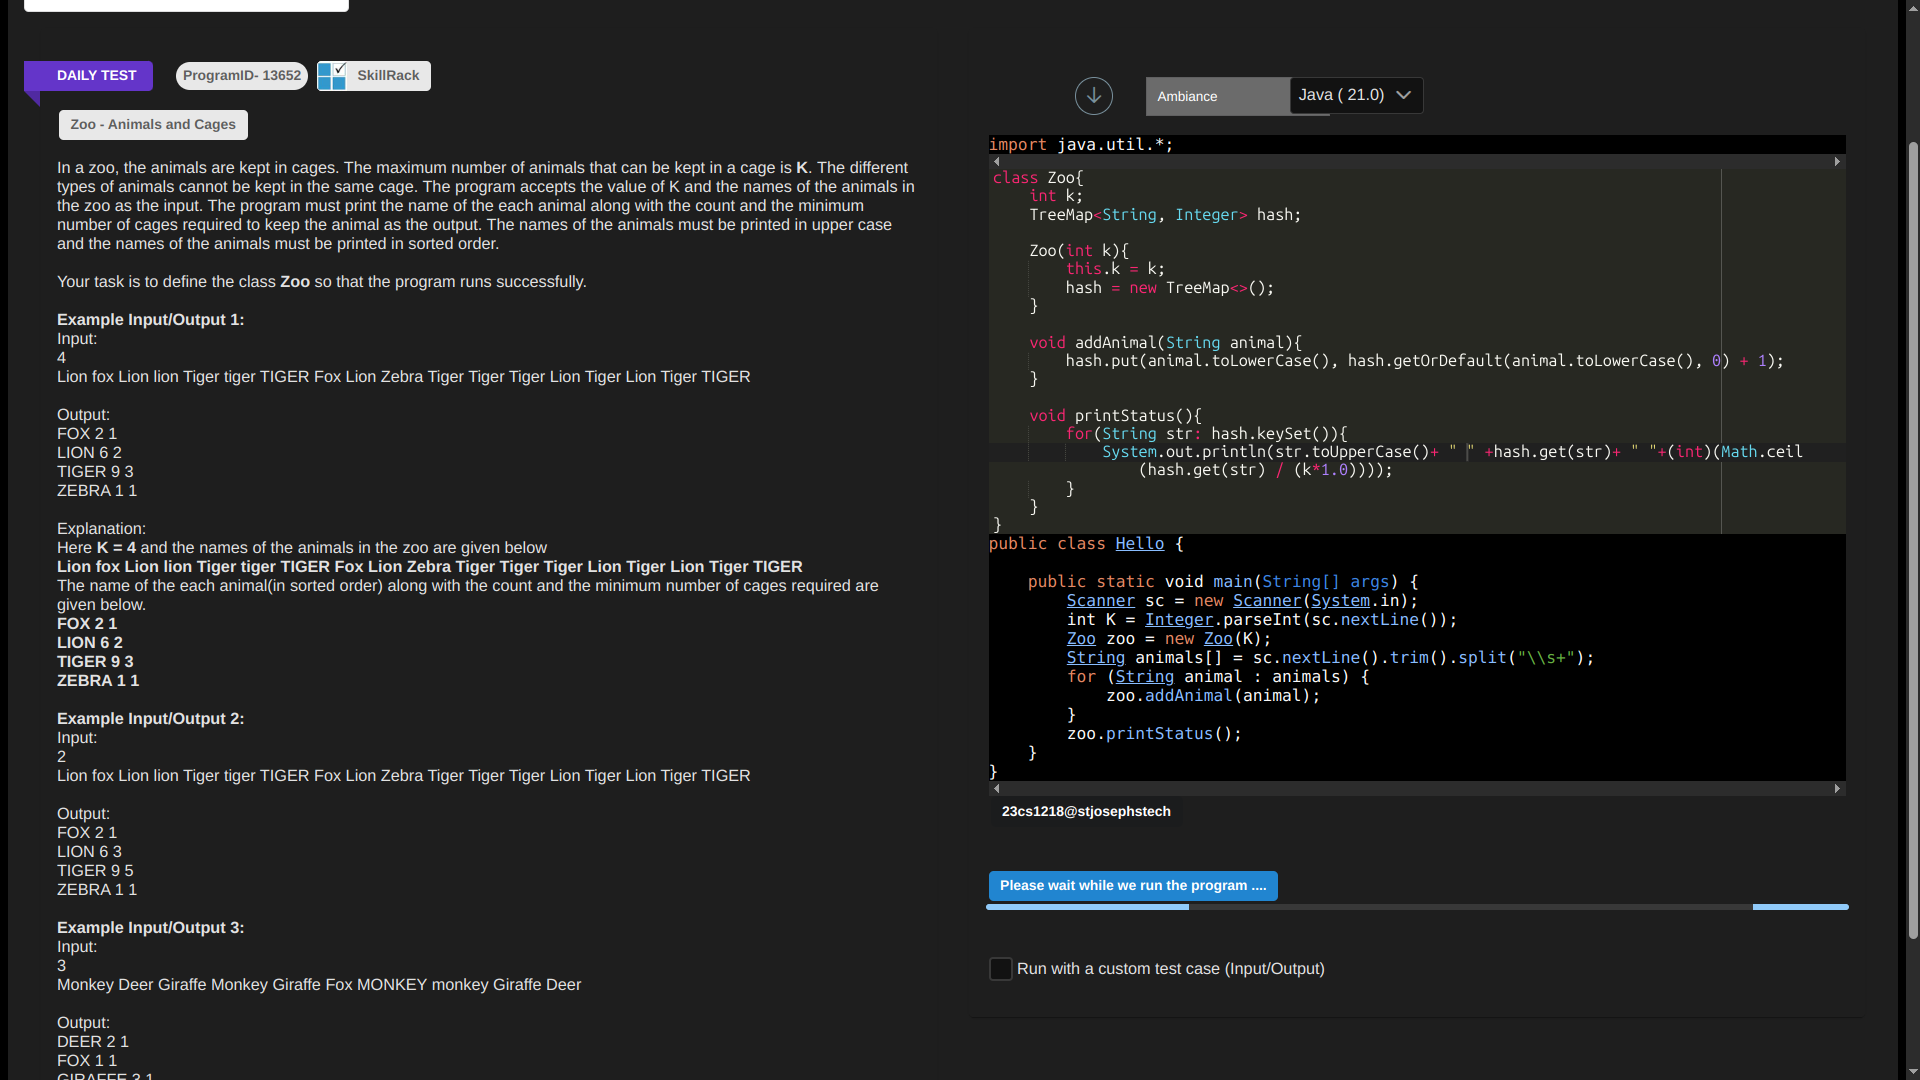 DAILY TEST
ProgramID- 13652
SkillRack
Zoo - Animals and Cages
In a zoo, the animals are kept in cages. The maximum number of animals that can be kept in a cage is K. The different
types of animals cannot be kept in the same cage. The program accepts the value of K and the names of the animals in
the zoo as the input. The program must print the name of the each animal along with the count and the minimum
number of cages required to keep the animal as the output. The names of the animals must be printed in upper case
and the names of the animals must be printed in sorted order.
Your task is to define the class Zoo so that the program runs successfully.
Example Input/Output 1:
Input:
4
Lion fox Lion lion Tiger tiger TIGER Fox Lion Zebra Tiger Tiger Tiger Lion Tiger Lion Tiger TIGER
Output:
FOX 2 1
LION 6 2
TIGER 9 3
ZEBRA 1 1
Explanation:
Here K = 4 and the names of the animals in the zoo are given below
Lion fox Lion lion Tiger tiger TIGER Fox Lion Zebra Tiger Tiger Tiger Lion Tiger Lion Tiger TIGER
The name of the each animal(in sorted order) along with the count and the minimum number of cages required are
given below.
FOX 2 1
LION 6 2
TIGER 9 3
ZEBRA 1 1
Example Input/Output 2:
Input:
2
Lion fox Lion lion Tiger tiger TIGER Fox Lion Zebra Tiger Tiger Tiger Lion Tiger Lion Tiger TIGER
Output:
FOX 2 1
LION 6 3
TIGER 9 5
ZEBRA 1 1
Example Input/Output 3:
Input:
3
Monkey Deer Giraffe Monkey Giraffe Fox MONKEY monkey Giraffe Deer
Output:
DEER 2 1
FOX 1 1
GIRAFFE 3 1
Ambiance
Java ( 21.0)
import java.util.*;
class Zoo{
    int k;
    TreeMap<String, Integer> hash;
    Zoo(int k){
        this.k = k;
        hash = new TreeMap<>();
    }
    void addAnimal(String animal){
        hash.put(animal.toLowerCase(), hash.getOrDefault(animal.toLowerCase(), 0) + 1);
    }
    void printStatus(){
        for(String str: hash.keySet()){
            System.out.println(str.toUpperCase()+ " " +hash.get(str)+ " "+(int)(Math.ceil
                (hash.get(str) / (k*1.0))));
        }
    }
}
public class Hello {
    public static void main(String[] args) {
        Scanner sc = new Scanner(System.in);
        int K = Integer.parseInt(sc.nextLine());
        Zoo zoo = new Zoo(K);
        String animals[] = sc.nextLine().trim().split("\\s+");
        for (String animal : animals) {
            zoo.addAnimal(animal);
        }
        zoo.printStatus();
    }
}
23cs1218@stjosephstech
Please wait while we run the program ....
Run with a custom test case (Input/Output)